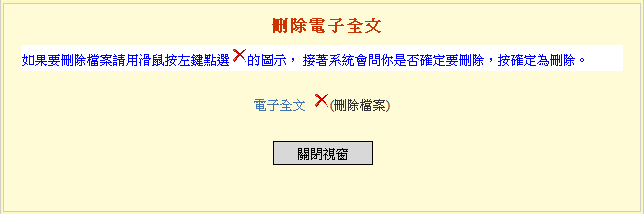 刪除電子全文
如果要刪除檔案請用滑鼠按左鍵點選 的圖示，接著系統會問你是否確定要刪除，按確定為刪除。
電子全文 (刪除檔案)
關閉視窗